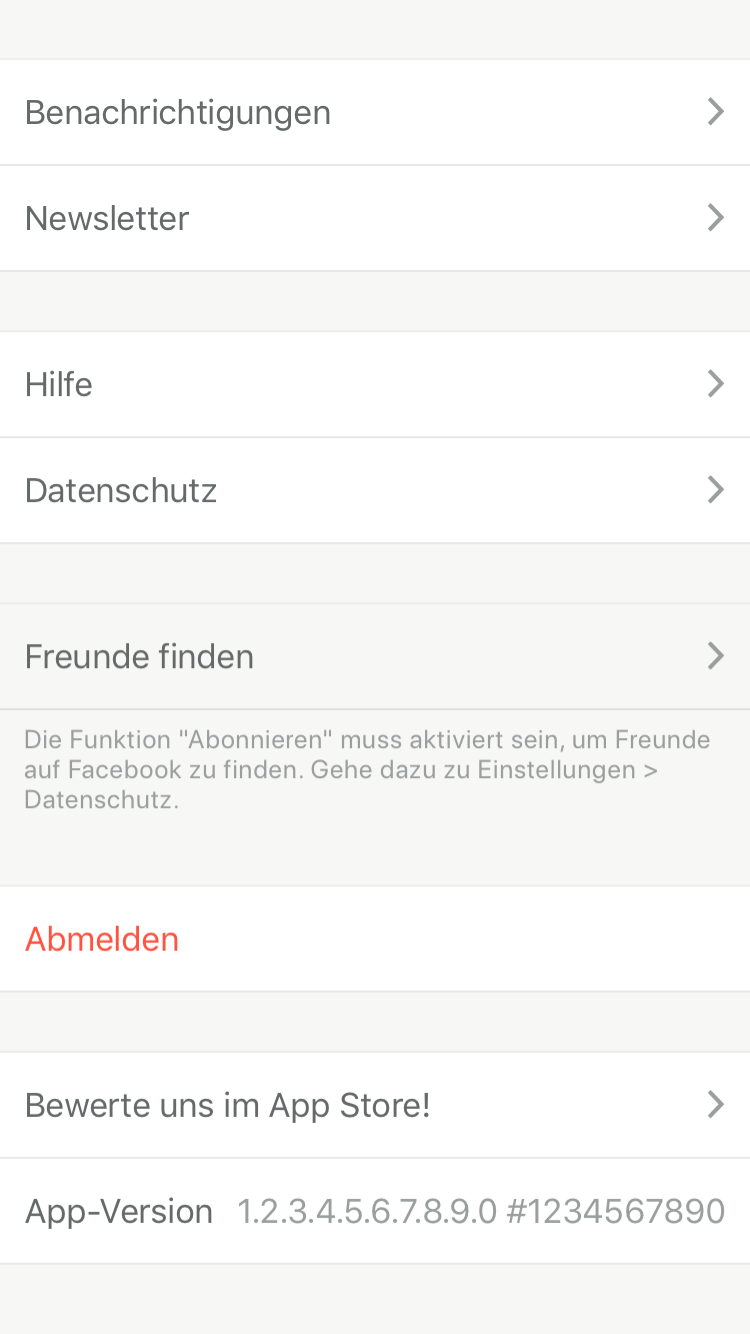 Benachrichtigungen
Newsletter
Hilfe
Datenschutz
Freunde finden
Die Funktion "Abonnieren" muss aktiviert sein, um Freunde
auf Facebook zu finden. Gehe dazu zu Einstellungen >
Datenschutz.
Abmelden
Bewerte uns im App Store!
App-Version 1.2.3.4.5.6.7.8.9.0 #1234567890